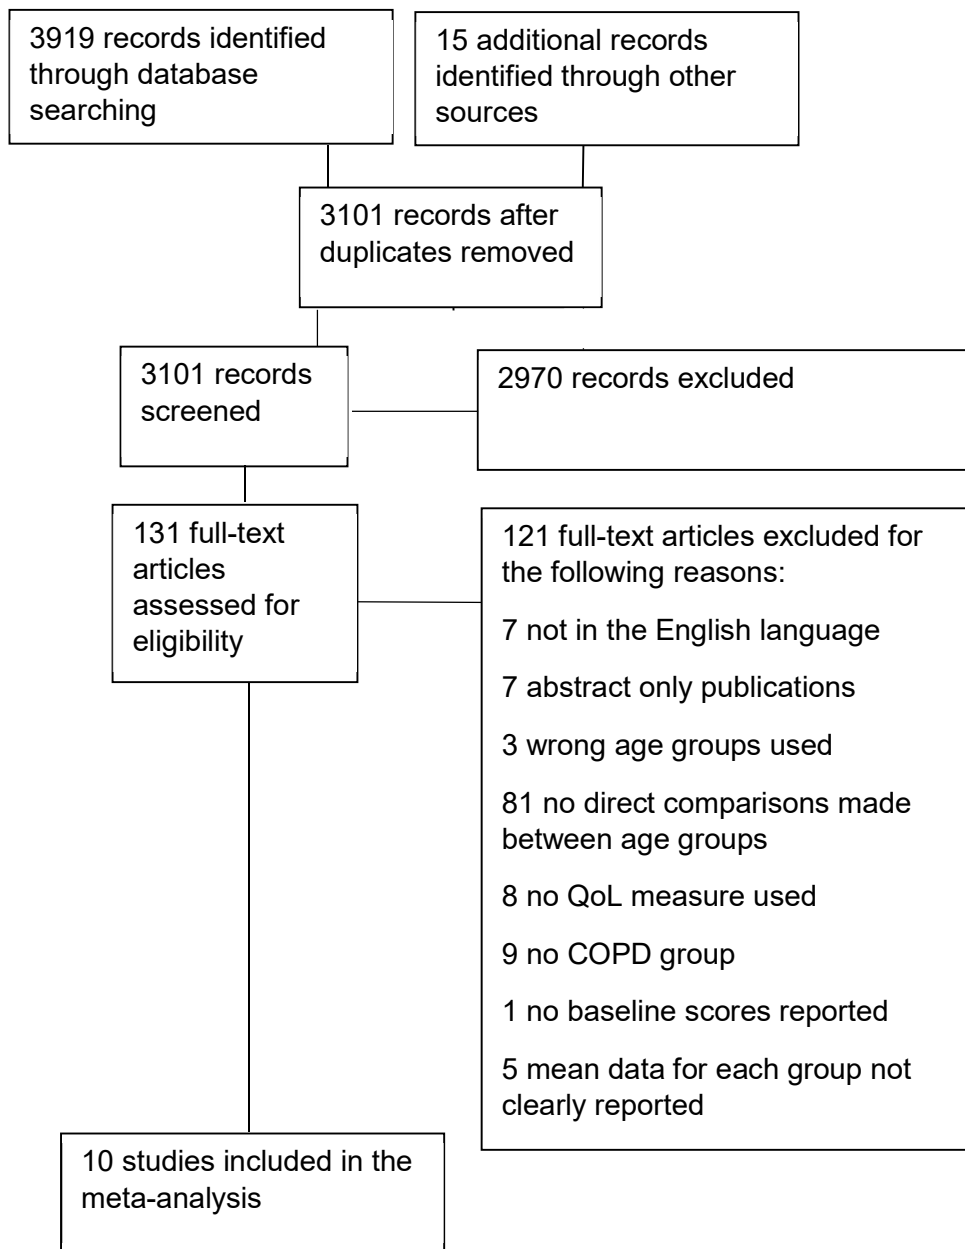 3919 records identified
through database
searching
15 additional records
identified through other
sources
3101 records after
duplicates removed
3101 records
screened
2970 records excluded
131 full-text
articles
assessed for
eligibility
121 full-text articles excluded for
the following reasons:
7 not in the English language
7 abstract only publications
3 wrong age groups used
81 no direct comparisons made
between age groups
8 no QoL measure used
9 no COPD group
1 no baseline scores reported
5 mean data for each group not
clearly reported
10 studies included in the
meta-analysis